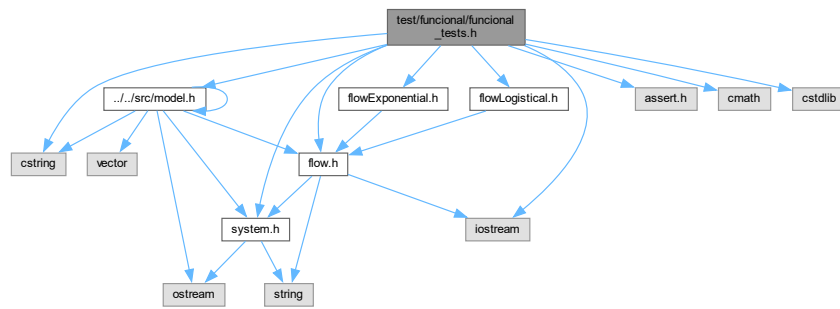 test/funcional/funcional
_tests.h
../../src/model.h
flowExponential.h
flowLogistical.h
assert.h
cmath
cstdlib
cstring
vector
flow.h
system.h
iostream
ostream
string